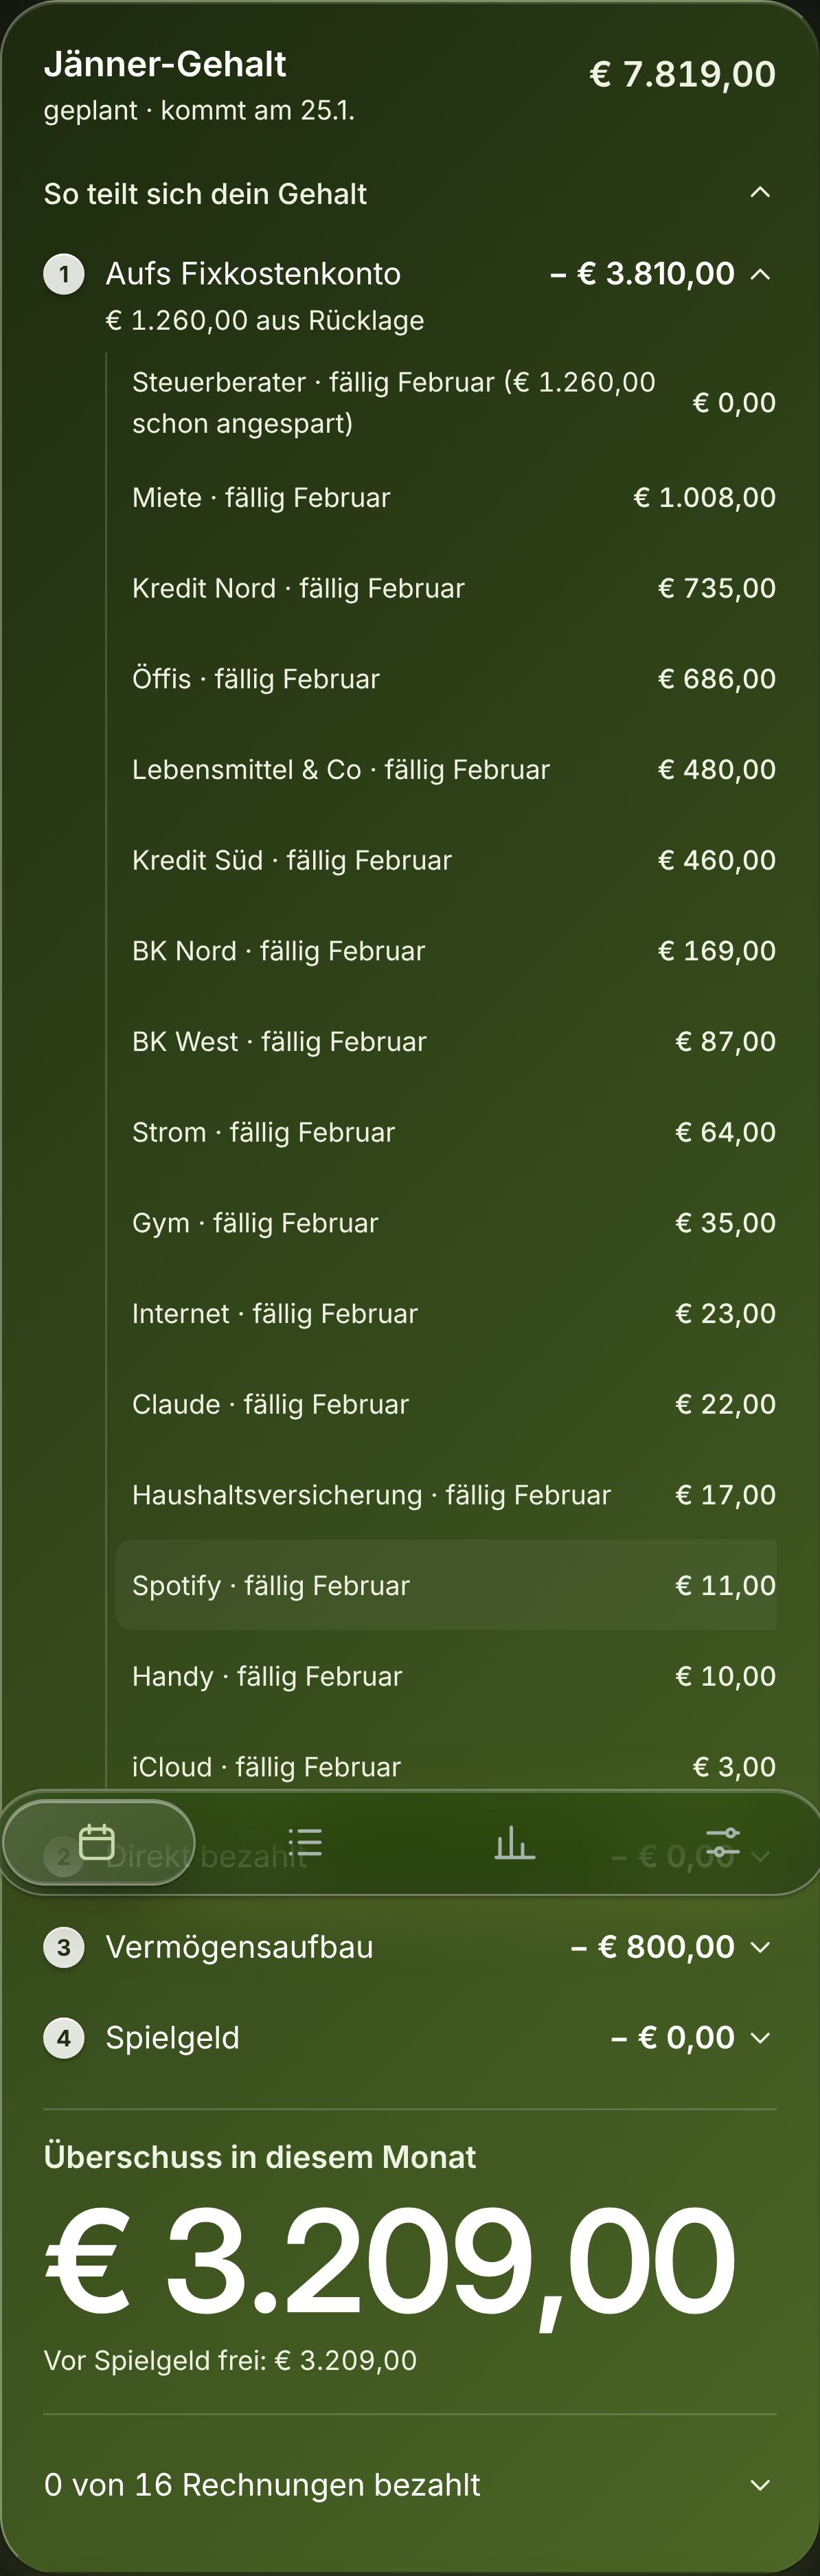 Jänner-Gehalt
€ 7.819,00
geplant · kommt am 25.1.
So teilt sich dein Gehalt
1 Aufs Fixkostenkonto – € 3.810,00
€ 1.260,00 aus Rücklage
Steuerberater · fällig Februar (€ 1.260,00
schon angespart)
€ 0,00
Miete · fällig Februar € 1.008,00
Kredit Nord · fällig Februar € 735,00
Öffis · fällig Februar € 686,00
Lebensmittel & Co · fällig Februar € 480,00
Kredit Süd · fällig Februar € 460,00
BK Nord · fällig Februar € 169,00
BK West · fällig Februar € 87,00
Strom · fällig Februar € 64,00
Gym · fällig Februar € 35,00
Internet · fällig Februar € 23,00
Claude · fällig Februar € 22,00
Haushaltsversicherung · fällig Februar € 17,00
Spotify · fällig Februar € 11,00
Handy · fällig Februar € 10,00
iCloud · fällig Februar € 3,00
2 Direkt bezahlt – € 0,00
3 Vermögensaufbau – € 800,00
4 Spielgeld – € 0,00
Überschuss in diesem Monat
€ 3.209,00
Vor Spielgeld frei: € 3.209,00
0 von 16 Rechnungen bezahlt